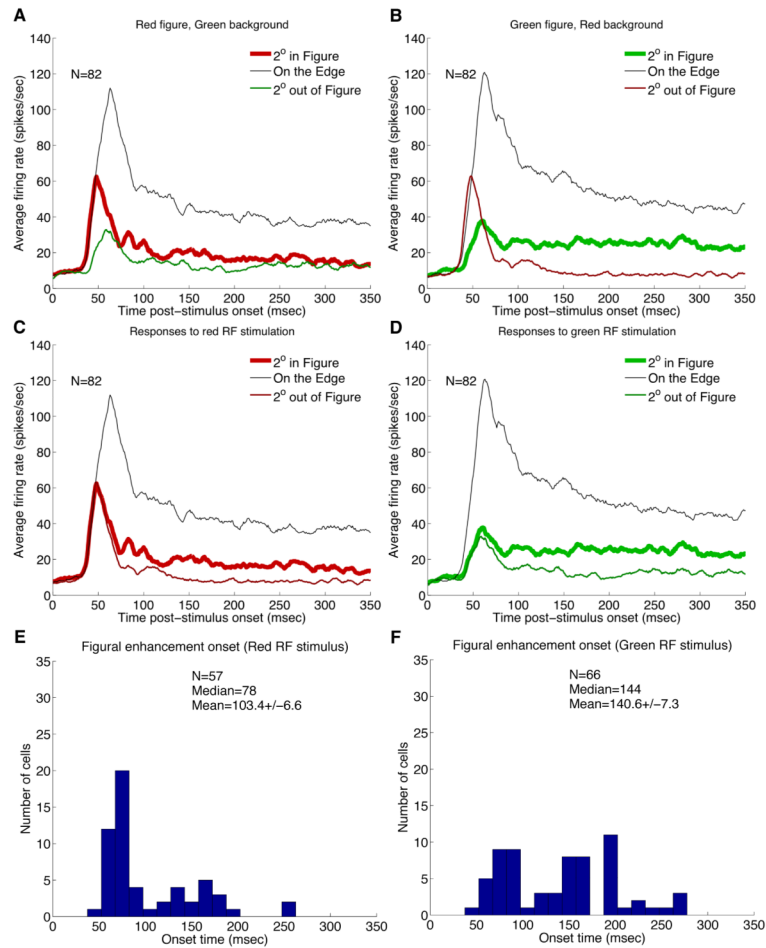 A
Red figure, Green background
140
120
100
80
60
40
20
0
Average firing rate (spikes/sec)
N=82
2° in Figure
On the Edge
2° out of Figure
0 50 100 150 200 250 300 350
Time post-stimulus onset (msec)
B
Green figure, Red background
140
120
100
80
60
40
20
0
Average firing rate (spikes/sec)
N=82
2° in Figure
On the Edge
2° out of Figure
0 50 100 150 200 250 300 350
Time post-stimulus onset (msec)
C
Responses to red RF stimulation
140
120
100
80
60
40
20
0
Average firing rate (spikes/sec)
N=82
2° in Figure
On the Edge
2° out of Figure
0 50 100 150 200 250 300 350
Time post-stimulus onset (msec)
D
Responses to green RF stimulation
140
120
100
80
60
40
20
0
Average firing rate (spikes/sec)
N=82
2° in Figure
On the Edge
2° out of Figure
0 50 100 150 200 250 300 350
Time post-stimulus onset (msec)
E
Figural enhancement onset (Red RF stimulus)
35
30
25
20
15
10
5
0
Number of cells
N=57
Median=78
Mean=103.4+/-6.6
0 50 100 150 200 250 300 350
Onset time (msec)
F
Figural enhancement onset (Green RF stimulus)
35
30
25
20
15
10
5
0
Number of cells
N=66
Median=144
Mean=140.6+/-7.3
0 50 100 150 200 250 300 350
Onset time (msec)